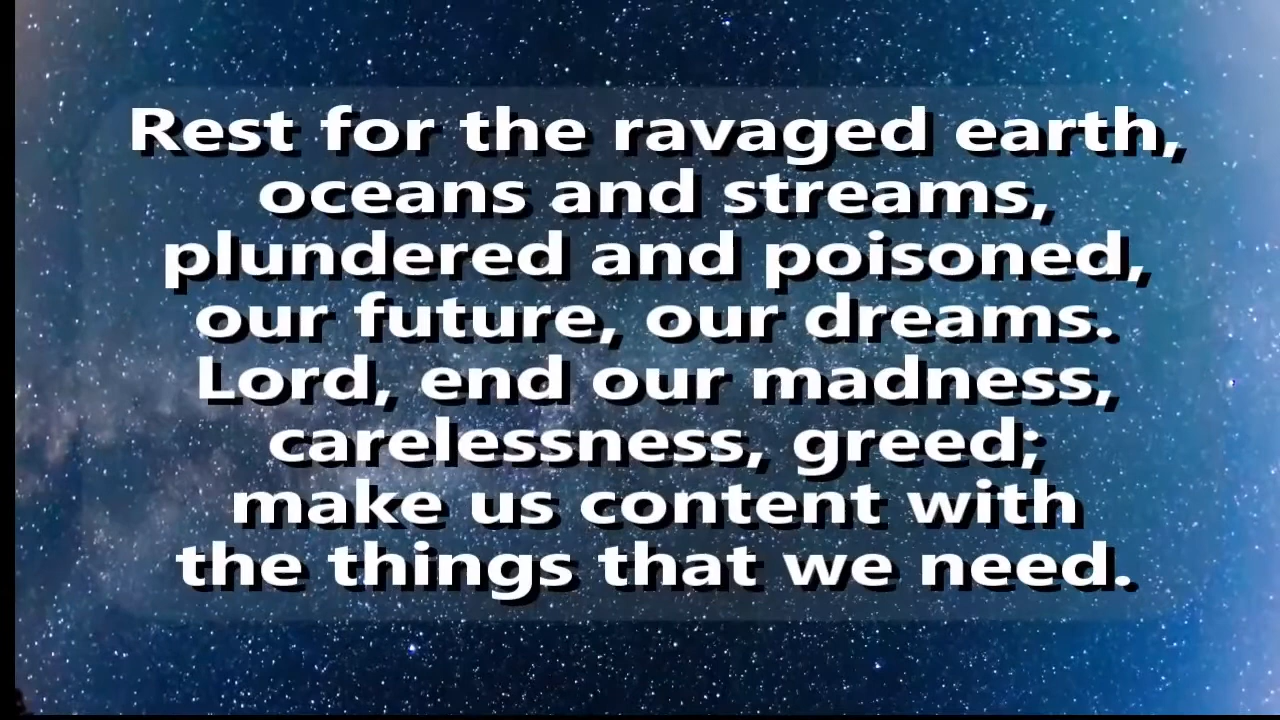 Rest for the ravaged earth,
oceans and streams,
plundered and poisoned,
our future, our dreams.
Lord, end our madness,
carelessness, greed;
make us content with
the things that we need.